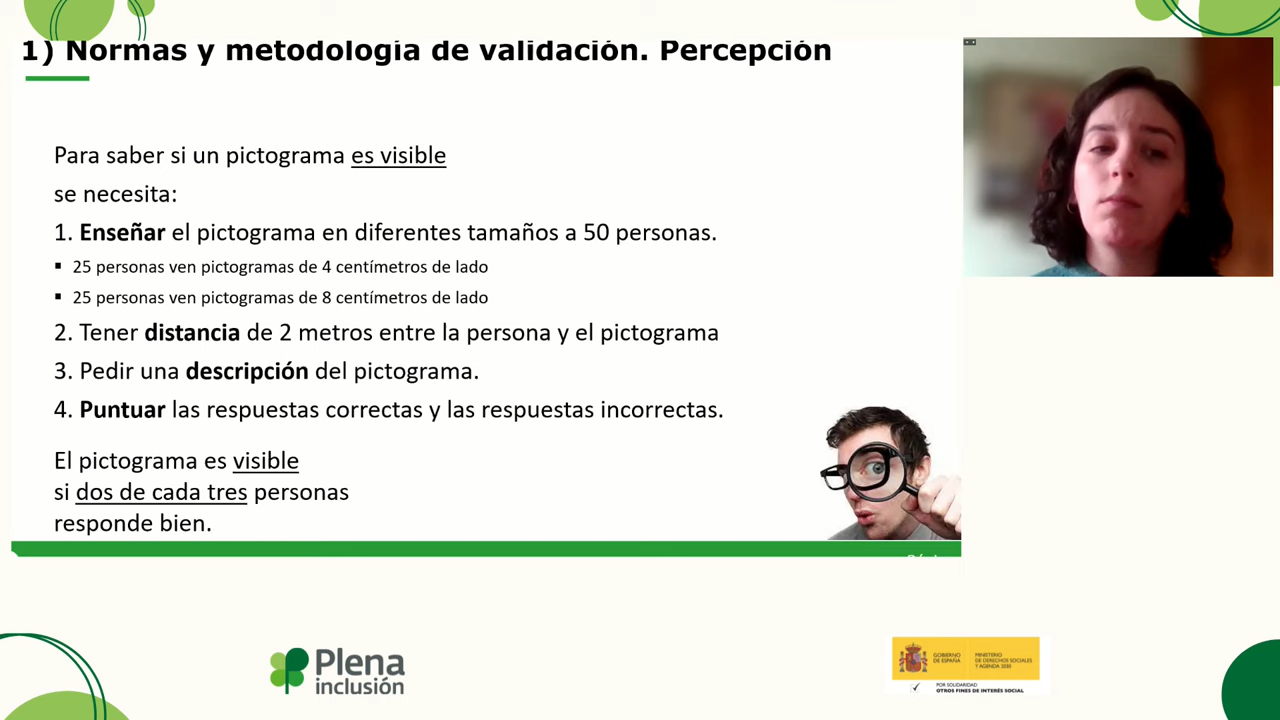 1) Normas y metodología de validación. Percepción
Para saber si un pictograma es visible
se necesita:
1. Enseñar el pictograma en diferentes tamaños a 50 personas.
▪ 25 personas ven pictogramas de 4 centímetros de lado
▪ 25 personas ven pictogramas de 8 centímetros de lado
2. Tener distancia de 2 metros entre la persona y el pictograma
3. Pedir una descripción del pictograma.
4. Puntuar las respuestas correctas y las respuestas incorrectas.
El pictograma es visible
si dos de cada tres personas
responde bien.
Plena
inclusión
GOBIERNO
DE ESPAÑA
MINISTERIO
DE DERECHOS SOCIALES
Y AGENDA 2030
POR SOLIDARIDAD
OTROS FINES DE INTERÉS SOCIAL